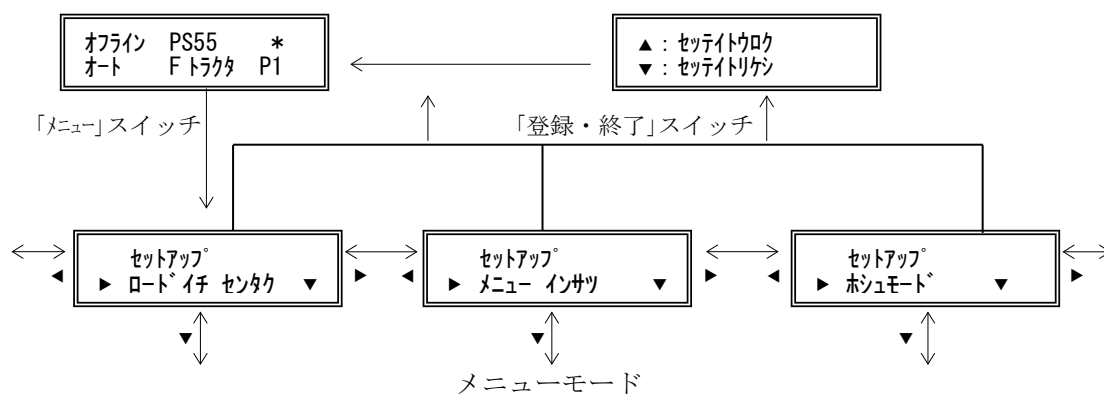 オフライン PS55 *
オート Fトラクタ P1
▲ : セッテイトウロク
▼ : セッテイトリケシ
「メニュー」スイッチ
「登録・終了」スイッチ
セットアップ
▶ ロード イチ センタク ▼
セットアップ
▶ メニュー インサツ ▼
セットアップ
▶ ホシュモード ▼
◀ ▶ ◀ ▶ ◀ ▶
▼ ▼ ▼
メニューモード